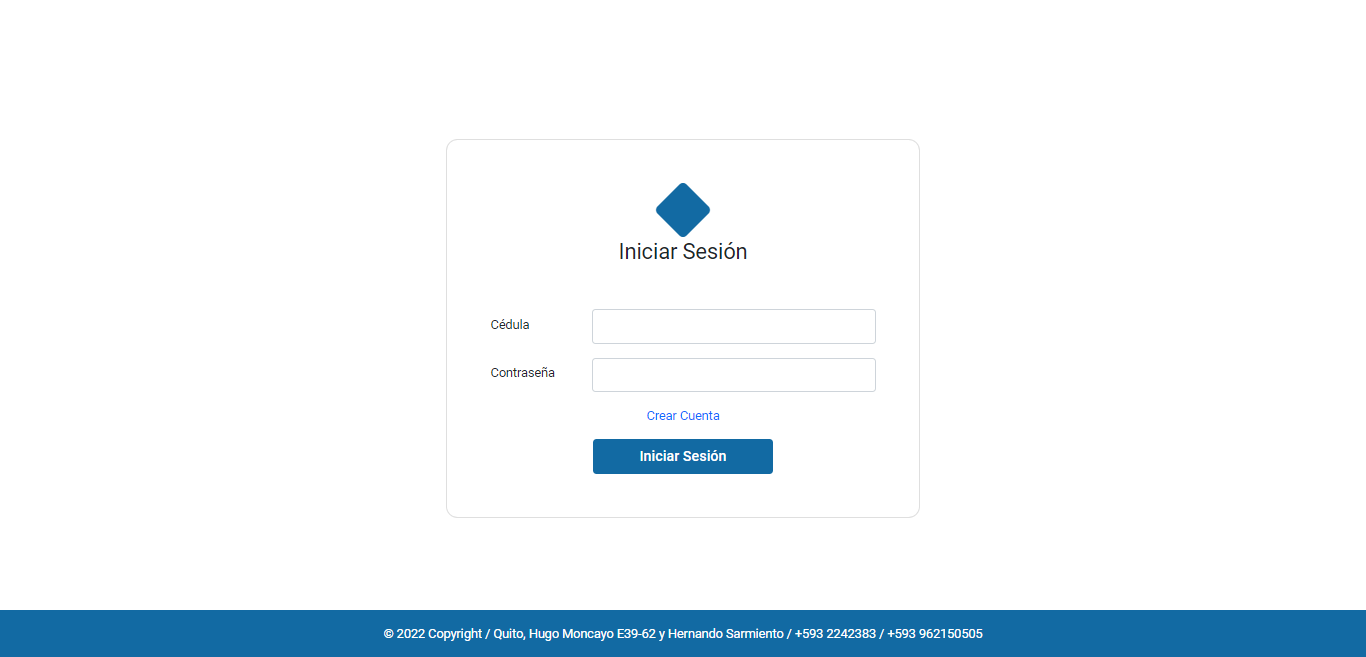 Iniciar Sesión
Cédula
Contraseña
Crear Cuenta
Iniciar Sesión
© 2022 Copyright / Quito, Hugo Moncayo E39-62 y Hernando Sarmiento / +593 2242383 / +593 962150505